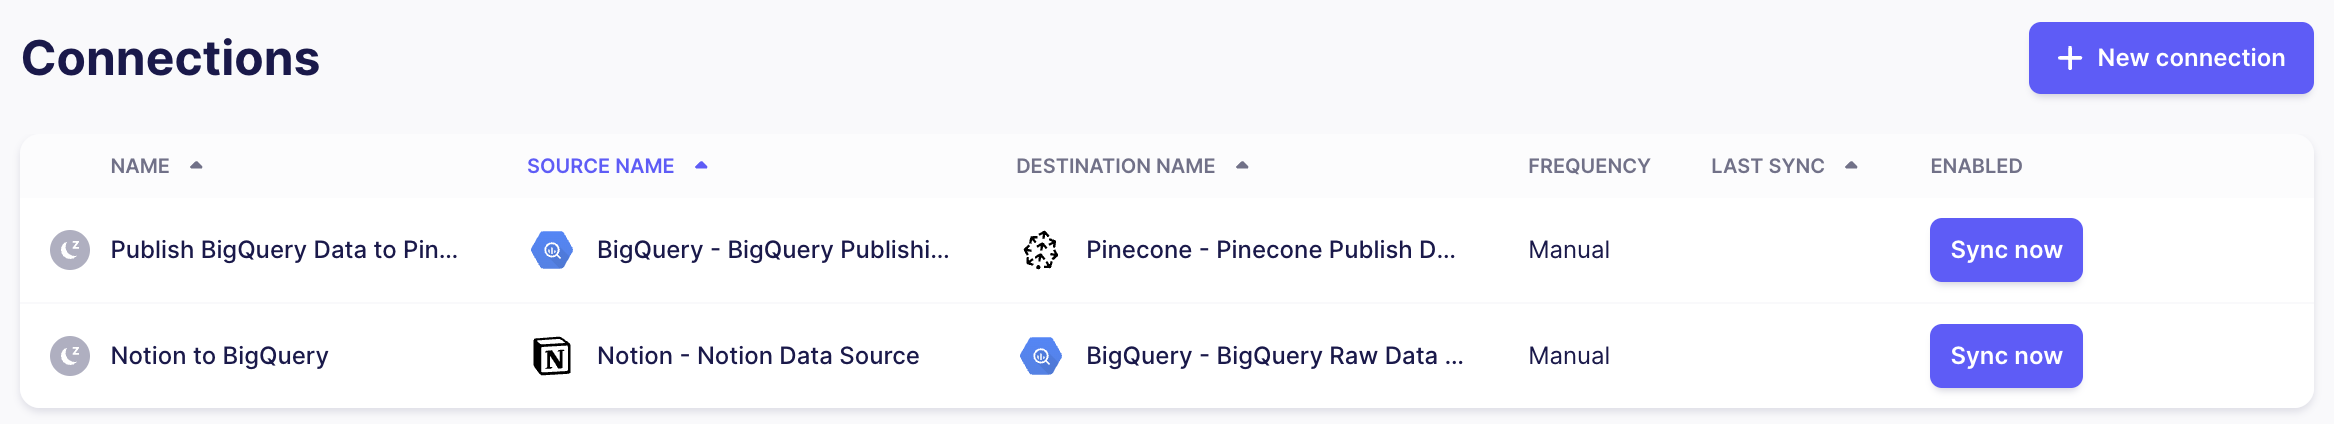 Connections
+ New connection
NAME SOURCE NAME DESTINATION NAME FREQUENCY LAST SYNC ENABLED
Publish BigQuery Data to Pin... BigQuery - BigQuery Publishi... Pinecone - Pinecone Publish D... Manual Sync now
Notion to BigQuery Notion - Notion Data Source BigQuery - BigQuery Raw Data ... Manual Sync now